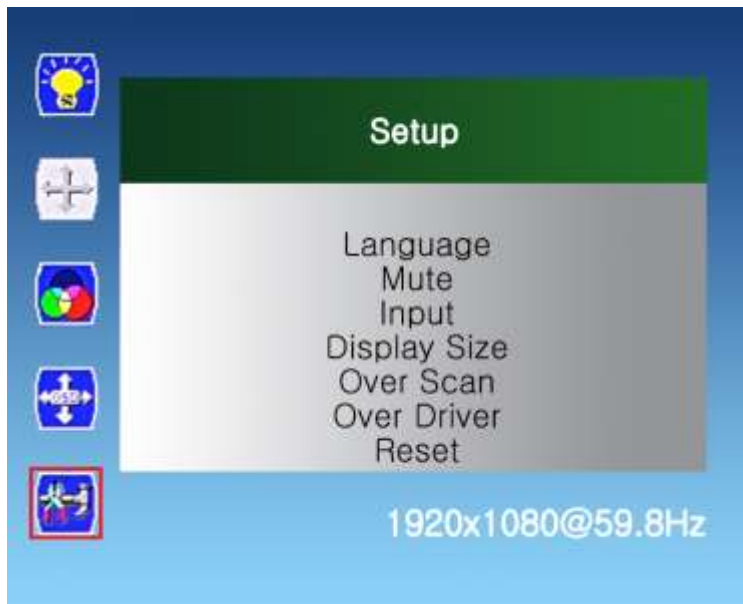 Setup
Language
Mute
Input
Display Size
Over Scan
Over Driver
Reset
1920x1080@59.8Hz